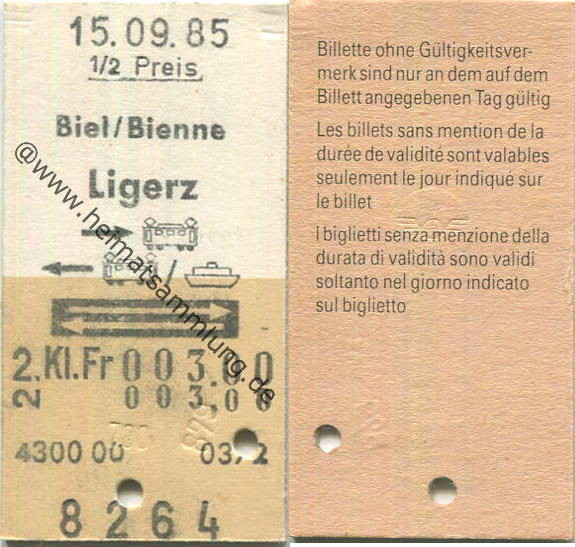 15.09.85
1/2 Preis
Biel/Bienne
Ligerz
/
2.Kl.Fr 003.00
2. 003.00
4300 00
8264
@www.heimatsammlung.de
Billette ohne Gültigkeitsver-
merk sind nur an dem auf dem
Billett angegebenen Tag gültig
Les billets sans mention de la
durée de validité sont valables
seulement le jour indiqué sur
le billet
I biglietti senza menzione della
durata di validità sono validi
soltanto nel giorno indicato
sul biglietto